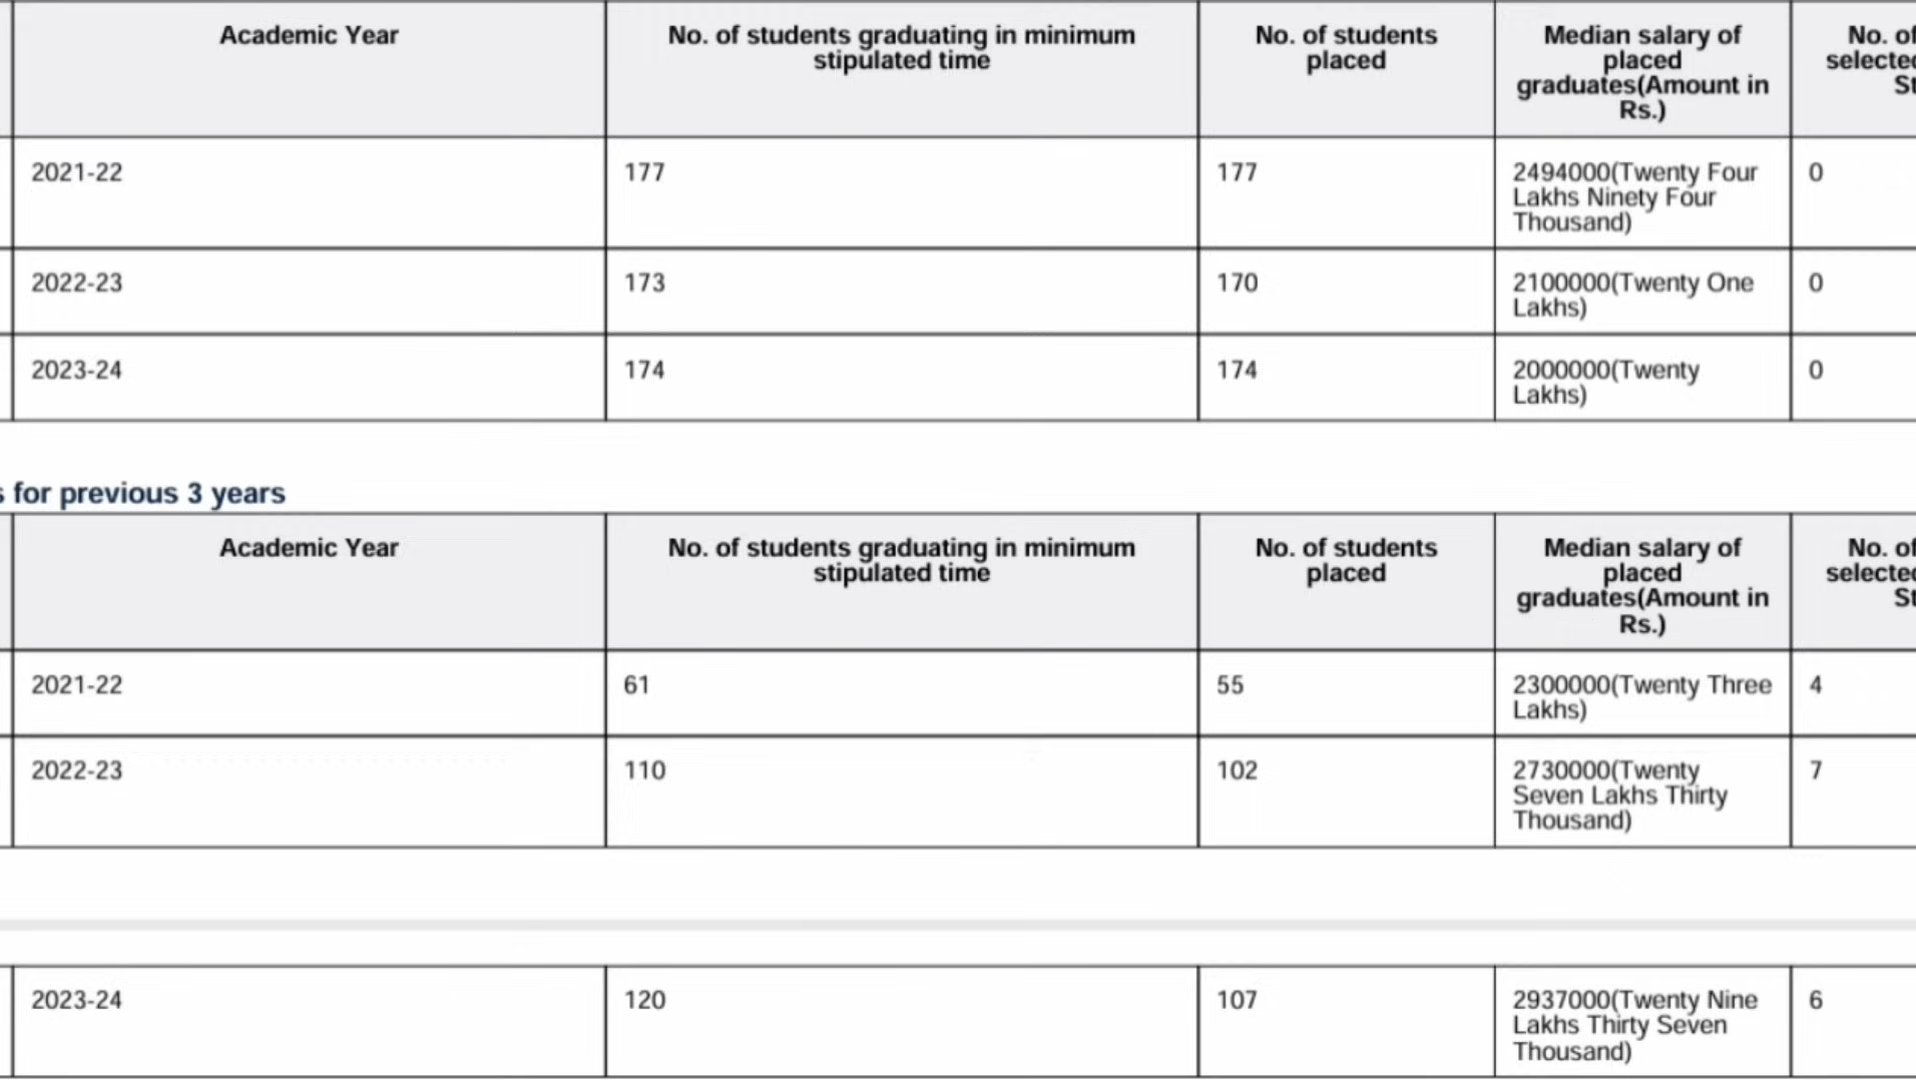 Academic Year
No. of students graduating in minimum
stipulated time
No. of students
placed
Median salary of
placed
graduates(Amount in
Rs.)
No. of
selected
St
2021-22
177
177
2494000(Twenty Four
Lakhs Ninety Four
Thousand)
0
2022-23
173
170
2100000(Twenty One
Lakhs)
0
2023-24
174
174
2000000(Twenty
Lakhs)
0
s for previous 3 years
Academic Year
No. of students graduating in minimum
stipulated time
No. of students
placed
Median salary of
placed
graduates(Amount in
Rs.)
No. of
selected
St
2021-22
61
55
2300000(Twenty Three
Lakhs)
4
2022-23
110
102
2730000(Twenty
Seven Lakhs Thirty
Thousand)
7
2023-24
120
107
2937000(Twenty Nine
Lakhs Thirty Seven
Thousand)
6